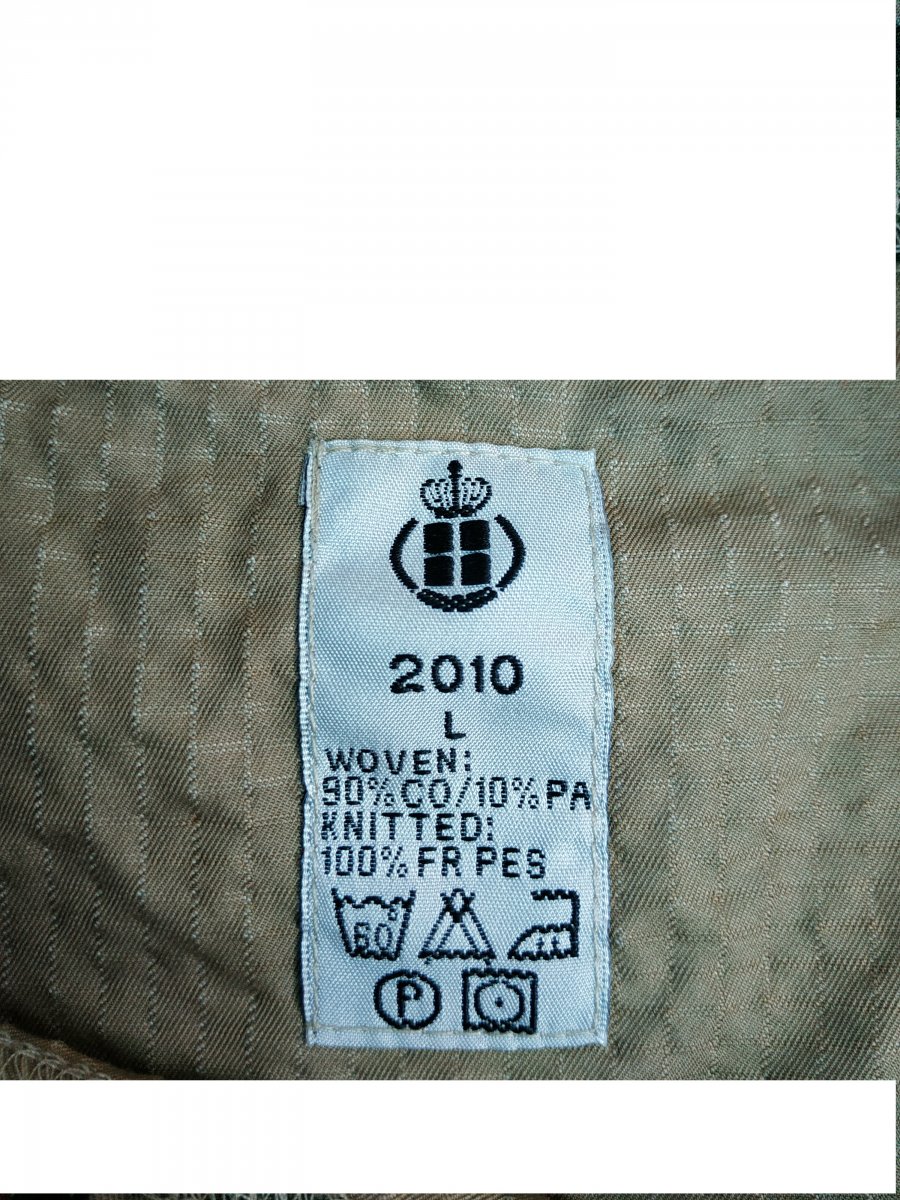 2010
L
WOVEN:
90%CO/10%PA
KNITTED:
100% FR PES
60
P